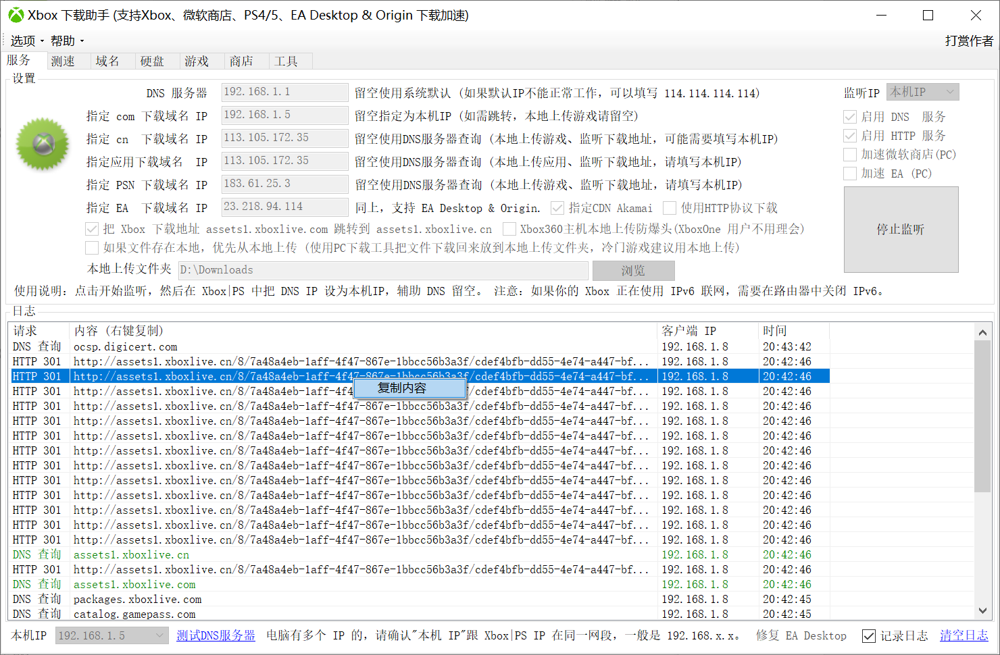 Xbox 下载助手 (支持Xbox、微软商店、PS4/5、EA Desktop & Origin 下载加速)
选项 帮助 打赏作者
服务 测速 域名 硬盘 游戏 商店 工具
设置
DNS 服务器 192.168.1.1 留空使用系统默认 (如果默认IP不能正常工作，可以填写 114.114.114.114) 监听IP 本机IP
指定 com 下载域名 IP 192.168.1.5 留空指定为本机IP (如需跳转，本地上传游戏请留空) 启用 DNS 服务
指定 cn 下载域名 IP 113.105.172.35 留空使用DNS服务器查询 (本地上传游戏、监听下载地址，可能需要填写本机IP) 启用 HTTP 服务
指定应用下载域名 IP 113.105.172.35 留空使用DNS服务器查询 (本地上传应用、监听下载地址，请填写本机IP) 加速微软商店(PC)
指定 PSN 下载域名 IP 183.61.25.3 留空使用DNS服务器查询 (本地上传游戏、监听下载地址，请填写本机IP) 加速 EA (PC)
指定 EA 下载域名 IP 23.218.94.114 同上，支持 EA Desktop & Origin. 指定CDN Akamai 使用HTTP协议下载
把 Xbox 下载地址 assets1.xboxlive.com 跳转到 assets1.xboxlive.cn Xbox360主机本地上传防爆头(XboxOne 用户不用理会) 停止监听
如果文件存在本地，优先从本地上传 (使用PC下载工具把文件下载回来放到本地上传文件夹，冷门游戏建议用本地上传)
本地上传文件夹 D:\Downloads 浏览
使用说明：点击开始监听，然后在 Xbox|PS 中把 DNS IP 设为本机IP，辅助 DNS 留空。 注意：如果你的 Xbox 正在使用 IPv6 联网，需要在路由器中关闭 IPv6。
日志
请求 内容 (右键复制) 客户端 IP 时间
DNS 查询 ocsp.digicert.com 192.168.1.8 20:43:42
HTTP 301 http://assets1.xboxlive.cn/8/7a48a4eb-1aff-4f47-867e-1bbcc56b3a3f/cdef4bfb-dd55-4e74-a447-bf... 192.168.1.8 20:42:46
HTTP 301 http://assets1.xboxlive.cn/8/7a48a4eb-1aff-4f47-867e-1bbcc56b3a3f/cdef4bfb-dd55-4e74-a447-bf... 192.168.1.8 20:42:46
HTTP 301 http://assets1.xboxlive.cn/8/7a48a4eb-1aff-4f4 复制内容 f/cdef4bfb-dd55-4e74-a447-bf... 192.168.1.8 20:42:46
HTTP 301 http://assets1.xboxlive.cn/8/7a48a4eb-1aff-4f47-867e-1bbcc56b3a3f/cdef4bfb-dd55-4e74-a447-bf... 192.168.1.8 20:42:46
HTTP 301 http://assets1.xboxlive.cn/8/7a48a4eb-1aff-4f47-867e-1bbcc56b3a3f/cdef4bfb-dd55-4e74-a447-bf... 192.168.1.8 20:42:46
HTTP 301 http://assets1.xboxlive.cn/8/7a48a4eb-1aff-4f47-867e-1bbcc56b3a3f/cdef4bfb-dd55-4e74-a447-bf... 192.168.1.8 20:42:46
HTTP 301 http://assets1.xboxlive.cn/8/7a48a4eb-1aff-4f47-867e-1bbcc56b3a3f/cdef4bfb-dd55-4e74-a447-bf... 192.168.1.8 20:42:46
HTTP 301 http://assets1.xboxlive.cn/8/7a48a4eb-1aff-4f47-867e-1bbcc56b3a3f/cdef4bfb-dd55-4e74-a447-bf... 192.168.1.8 20:42:46
HTTP 301 http://assets1.xboxlive.cn/8/7a48a4eb-1aff-4f47-867e-1bbcc56b3a3f/cdef4bfb-dd55-4e74-a447-bf... 192.168.1.8 20:42:46
HTTP 301 http://assets1.xboxlive.cn/8/7a48a4eb-1aff-4f47-867e-1bbcc56b3a3f/cdef4bfb-dd55-4e74-a447-bf... 192.168.1.8 20:42:46
HTTP 301 http://assets1.xboxlive.cn/8/7a48a4eb-1aff-4f47-867e-1bbcc56b3a3f/cdef4bfb-dd55-4e74-a447-bf... 192.168.1.8 20:42:46
HTTP 301 http://assets1.xboxlive.cn/8/7a48a4eb-1aff-4f47-867e-1bbcc56b3a3f/cdef4bfb-dd55-4e74-a447-bf... 192.168.1.8 20:42:46
HTTP 301 http://assets1.xboxlive.cn/8/7a48a4eb-1aff-4f47-867e-1bbcc56b3a3f/cdef4bfb-dd55-4e74-a447-bf... 192.168.1.8 20:42:46
DNS 查询 assets1.xboxlive.cn 192.168.1.8 20:42:46
HTTP 301 http://assets1.xboxlive.cn/8/7a48a4eb-1aff-4f47-867e-1bbcc56b3a3f/cdef4bfb-dd55-4e74-a447-bf... 192.168.1.8 20:42:46
DNS 查询 assets1.xboxlive.com 192.168.1.8 20:42:46
DNS 查询 packages.xboxlive.com 192.168.1.8 20:42:45
DNS 查询 catalog.gamepass.com 192.168.1.8 20:42:45
本机IP 192.168.1.5 测试DNS服务器 电脑有多个 IP 的，请确认"本机 IP"跟 Xbox|PS IP 在同一网段，一般是 192.168.x.x。 修复 EA Desktop 记录日志 清空日志